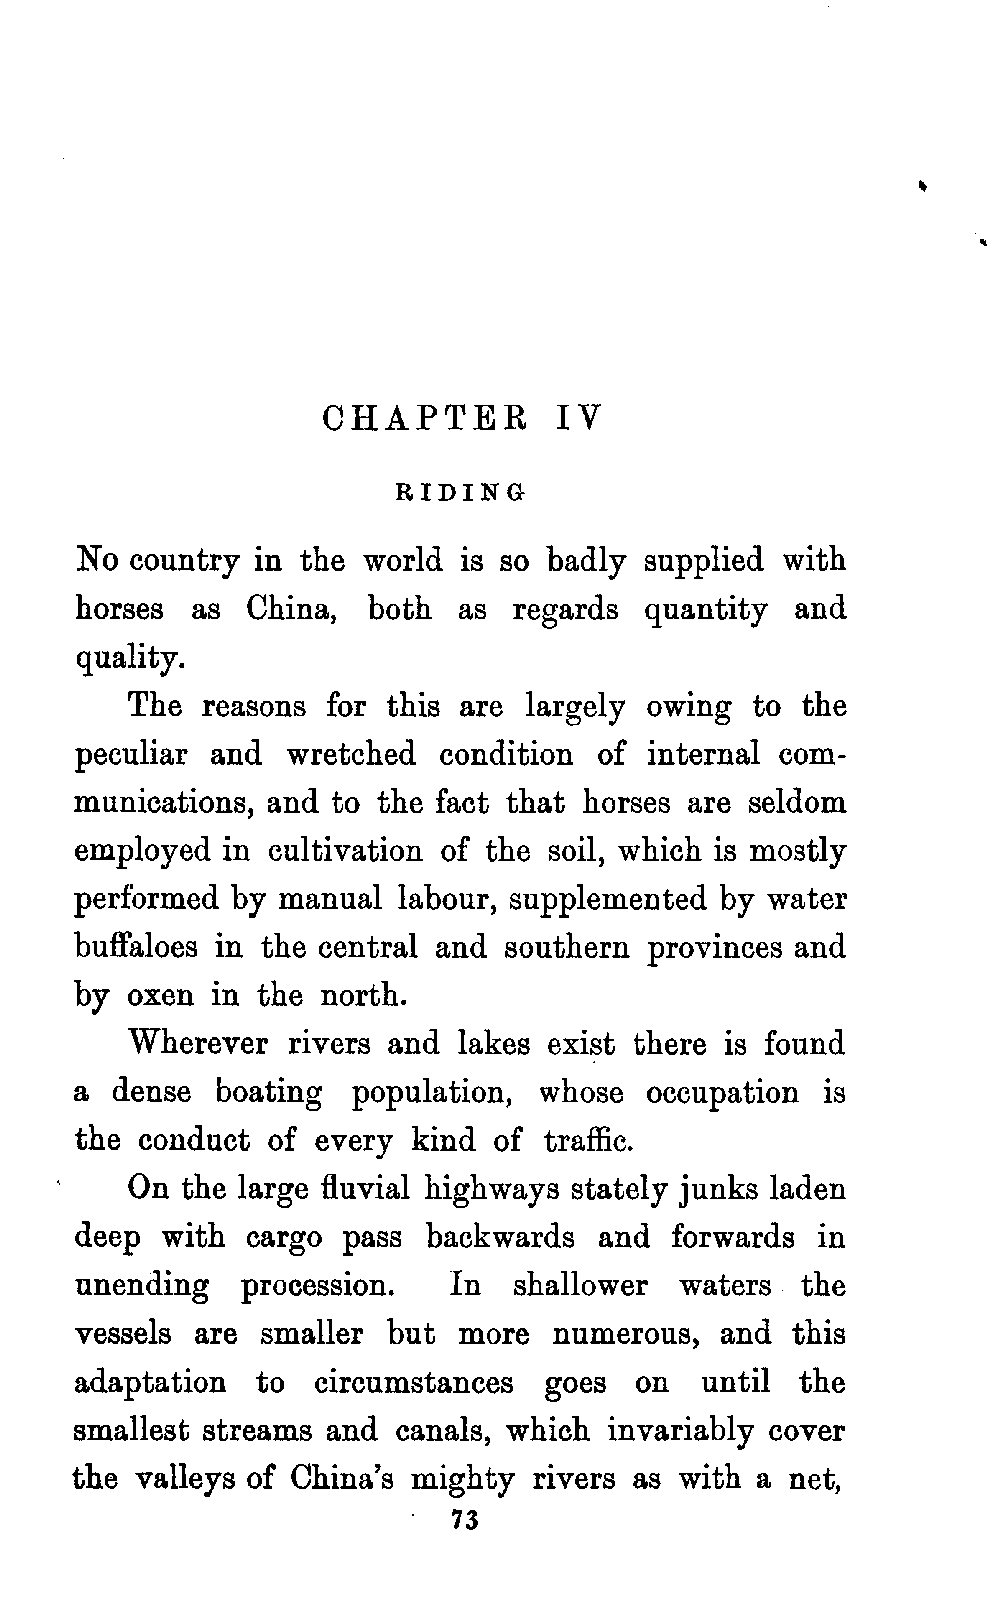 CHAPTER IV
RIDING
No country in the world is so badly supplied with
horses as China, both as regards quantity and
quality.
The reasons for this are largely owing to the
peculiar and wretched condition of internal com-
munications, and to the fact that horses are seldom
employed in cultivation of the soil, which is mostly
performed by manual labour, supplemented by water
buffaloes in the central and southern provinces and
by oxen in the north.
Wherever rivers and lakes exist there is found
a dense boating population, whose occupation is
the conduct of every kind of traffic.
On the large fluvial highways stately junks laden
deep with cargo pass backwards and forwards in
unending procession. In shallower waters the
vessels are smaller but more numerous, and this
adaptation to circumstances goes on until the
smallest streams and canals, which invariably cover
the valleys of China's mighty rivers as with a net,
73